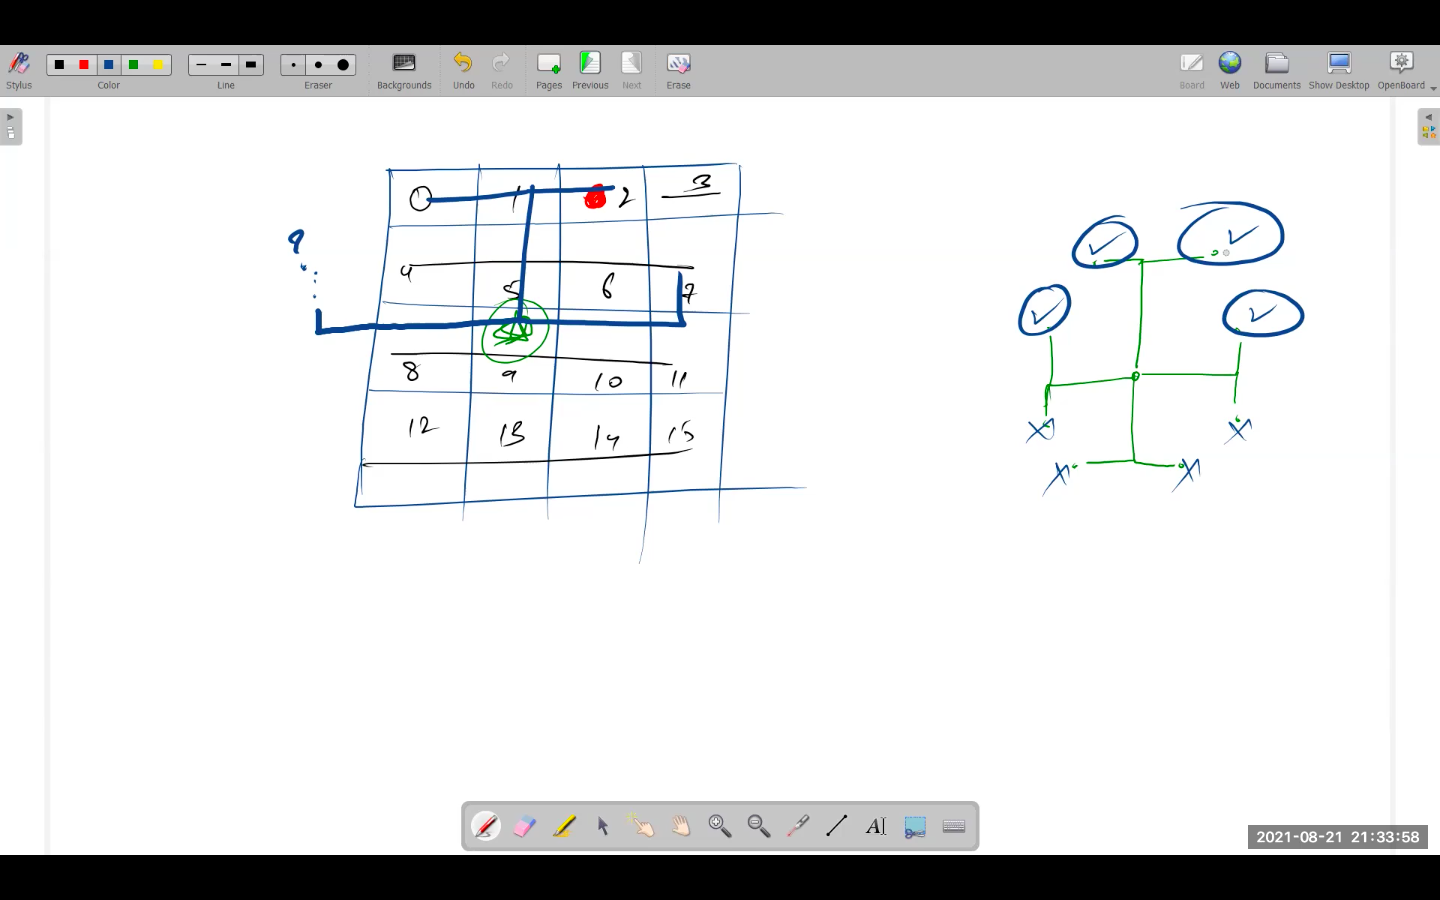 Stylus
Color
Line
Eraser
Backgrounds
Undo
Redo
Pages
Previous
Next
Erase
Board
Web
Documents
Show Desktop
OpenBoard
0 1 2 3
4 5 6 7
8 9 10 11
12 13 14 15
?
✓ ✓
✓ ✓
X X
X X
2021-08-21 21:33:58